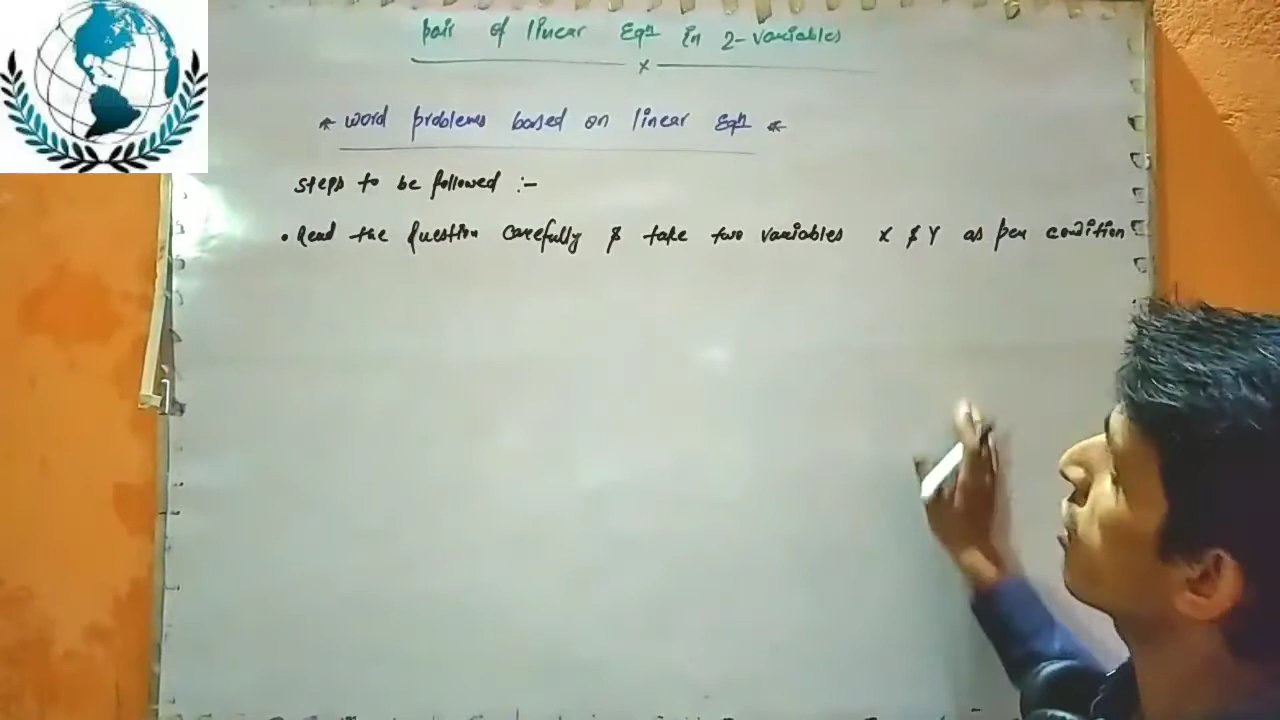 pair of linear Eqn in 2-variables
x
* word problems based on linear Eqn *
steps to be followed :-
• Read the Question carefully & take two variables x & y as per condition